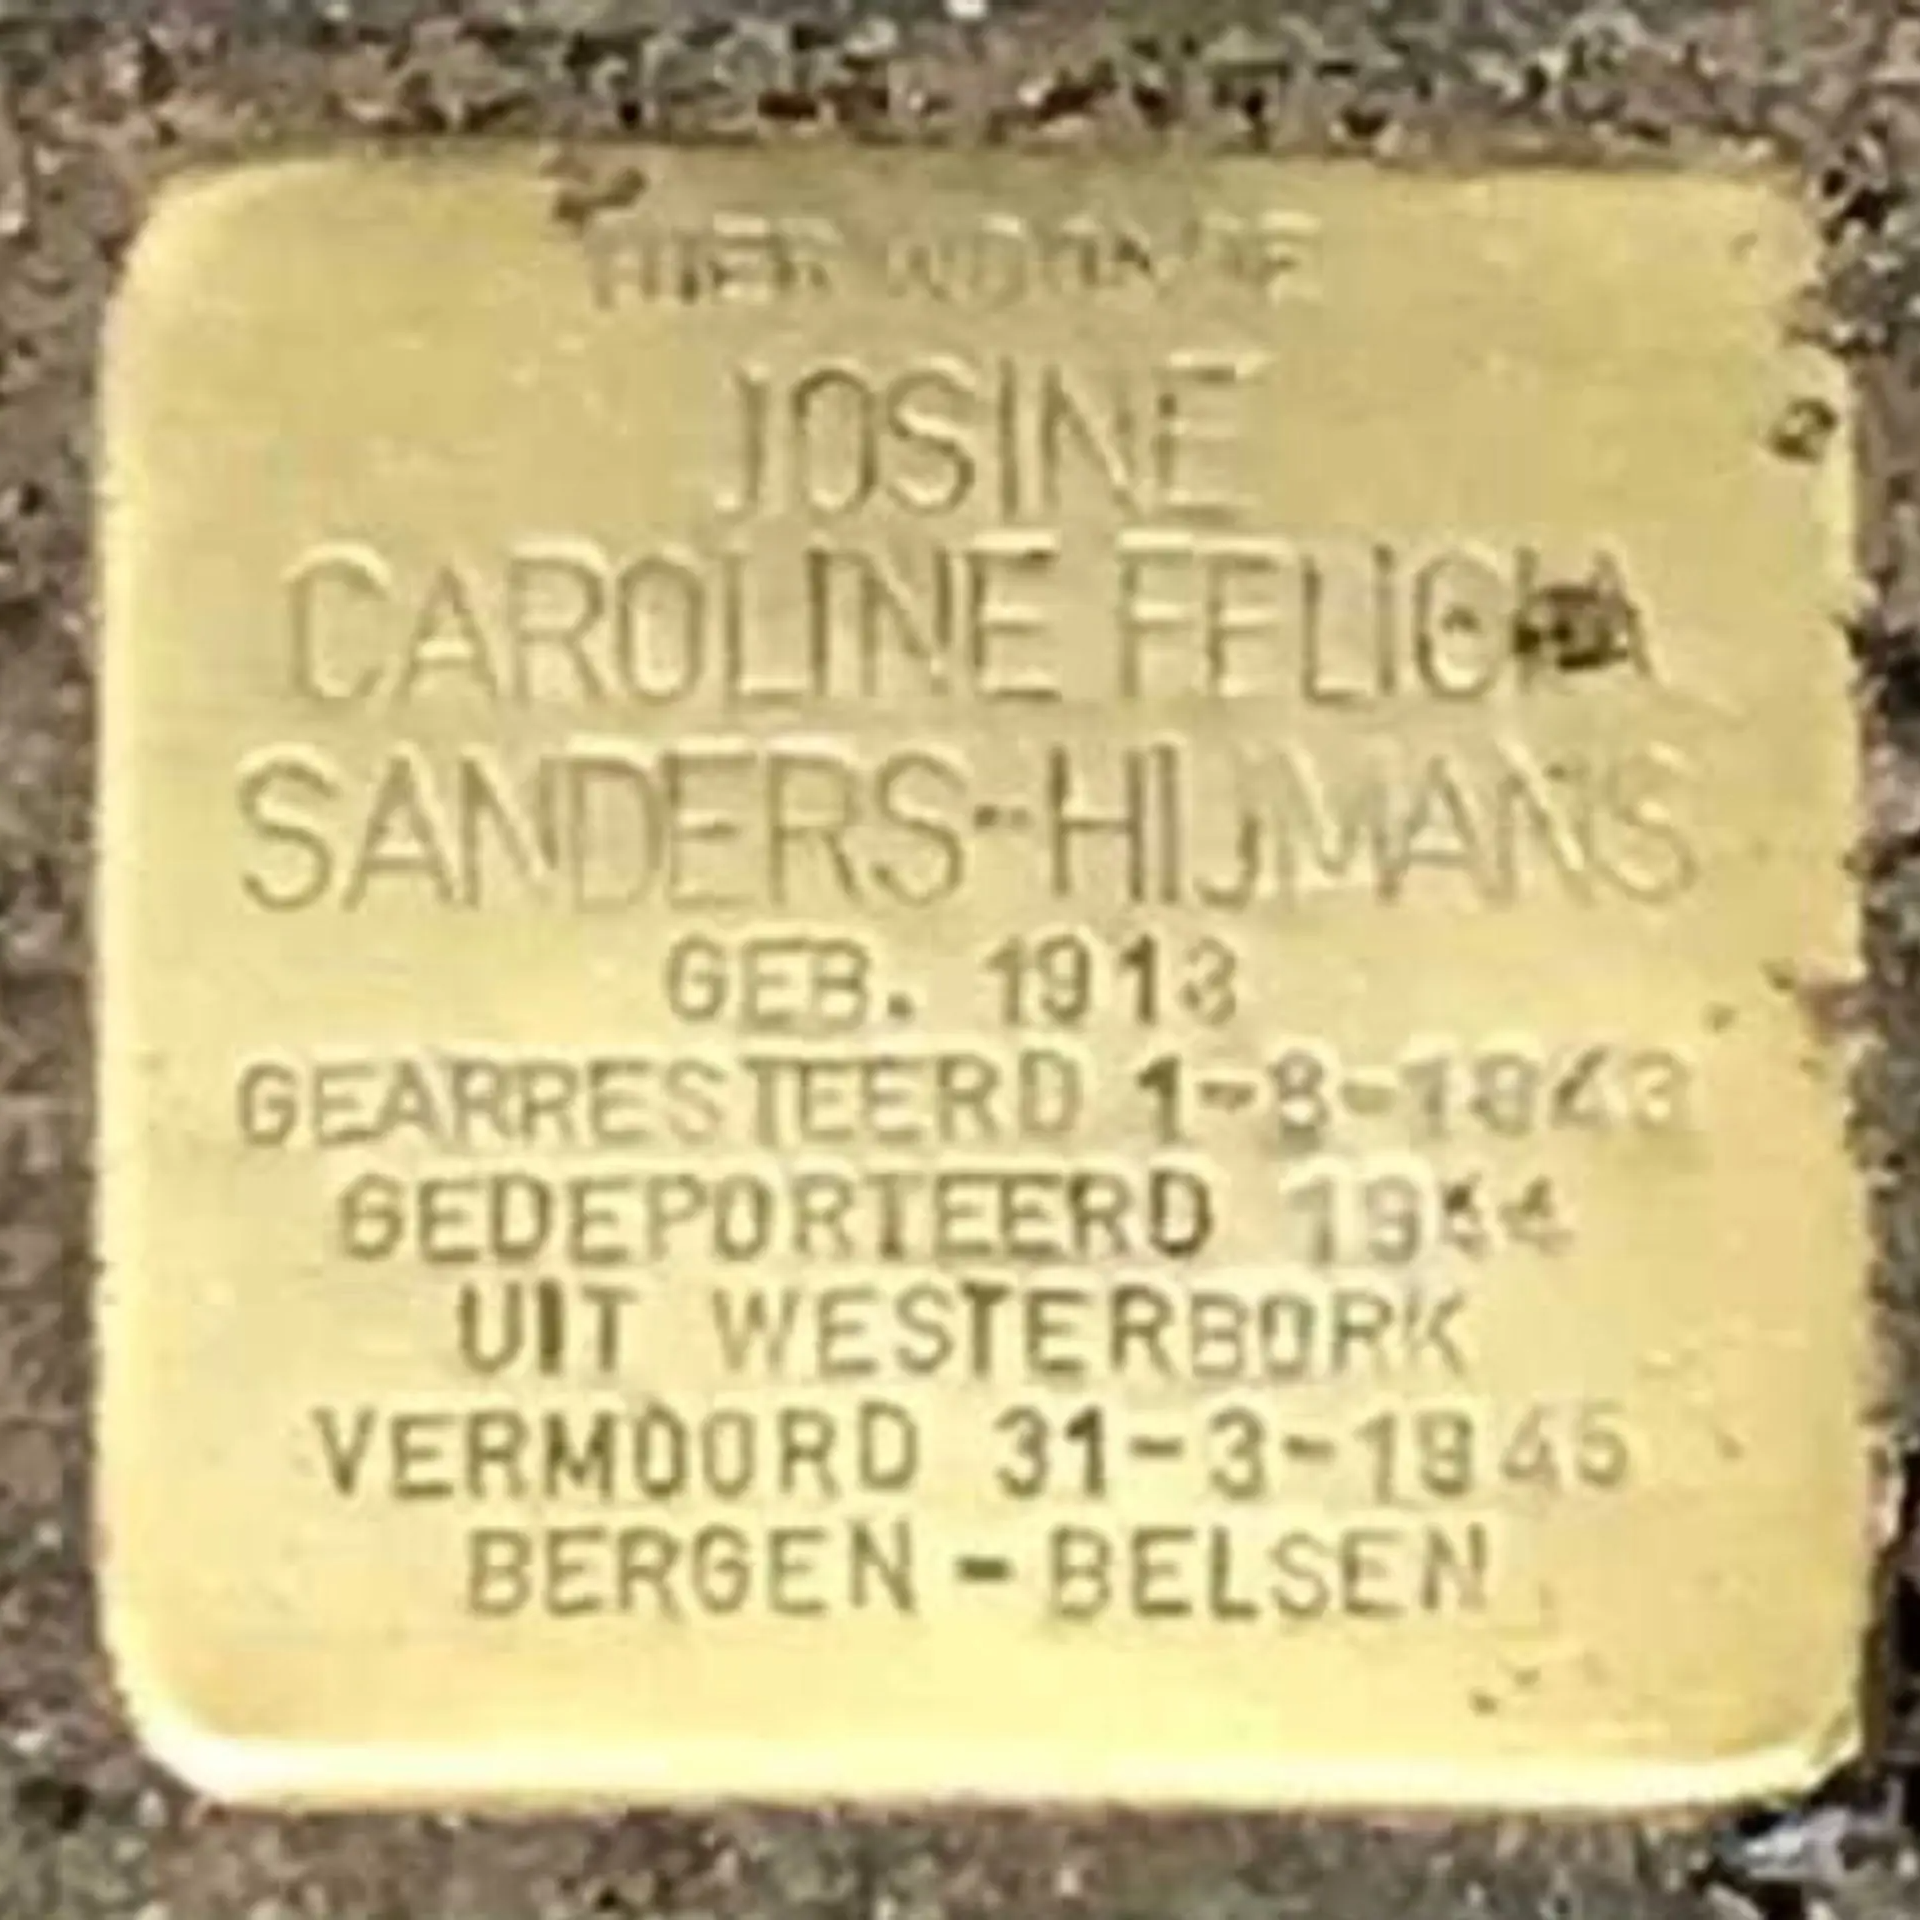 HIER WOONDE
JOSINE
CAROLINE FELICIA
SANDERS-HIJMANS
GEB. 1913
GEARRESTEERD 1-8-1943
GEDEPORTEERD 1944
UIT WESTERBORK
VERMOORD 31-3-1945
BERGEN-BELSEN